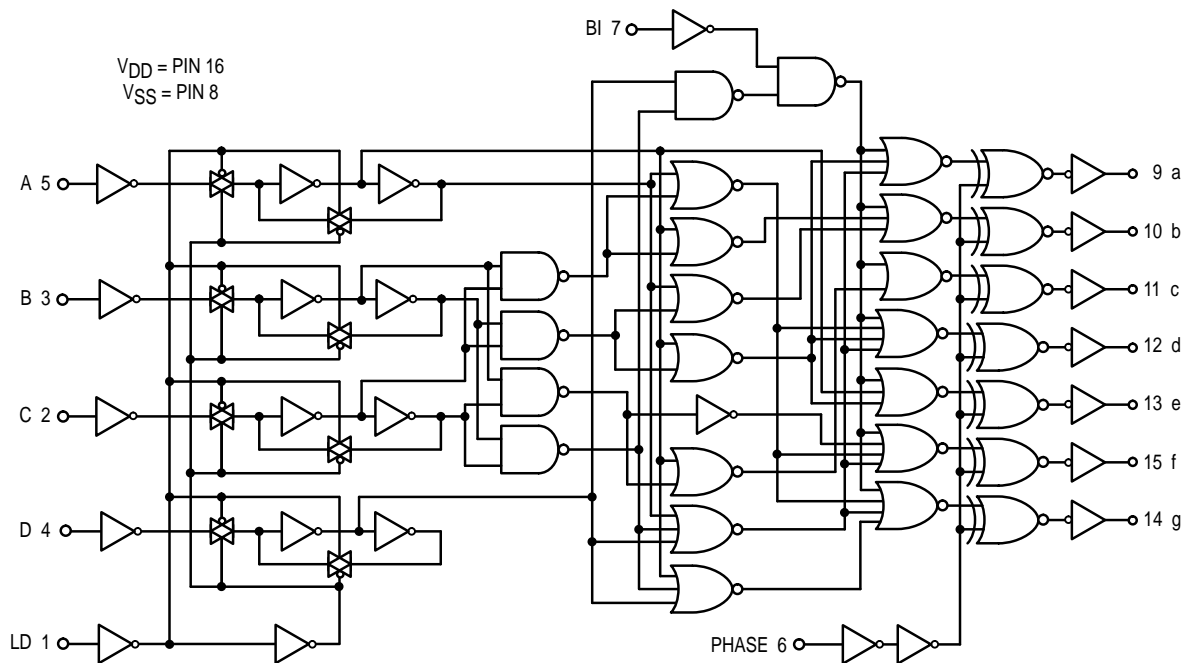 BI 7
VDD = PIN 16
VSS = PIN 8
A 5
9 a
10 b
B 3
11 c
12 d
C 2
13 e
15 f
D 4
14 g
LD 1
PHASE 6